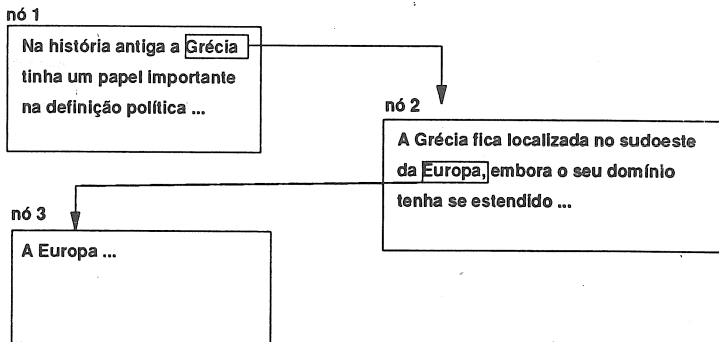 nó 1
Na história antiga a Grécia
tinha um papel importante
na definição política ...
nó 2
A Grécia fica localizada no sudoeste
da Europa, embora o seu domínio
tenha se estendido ...
nó 3
A Europa ...